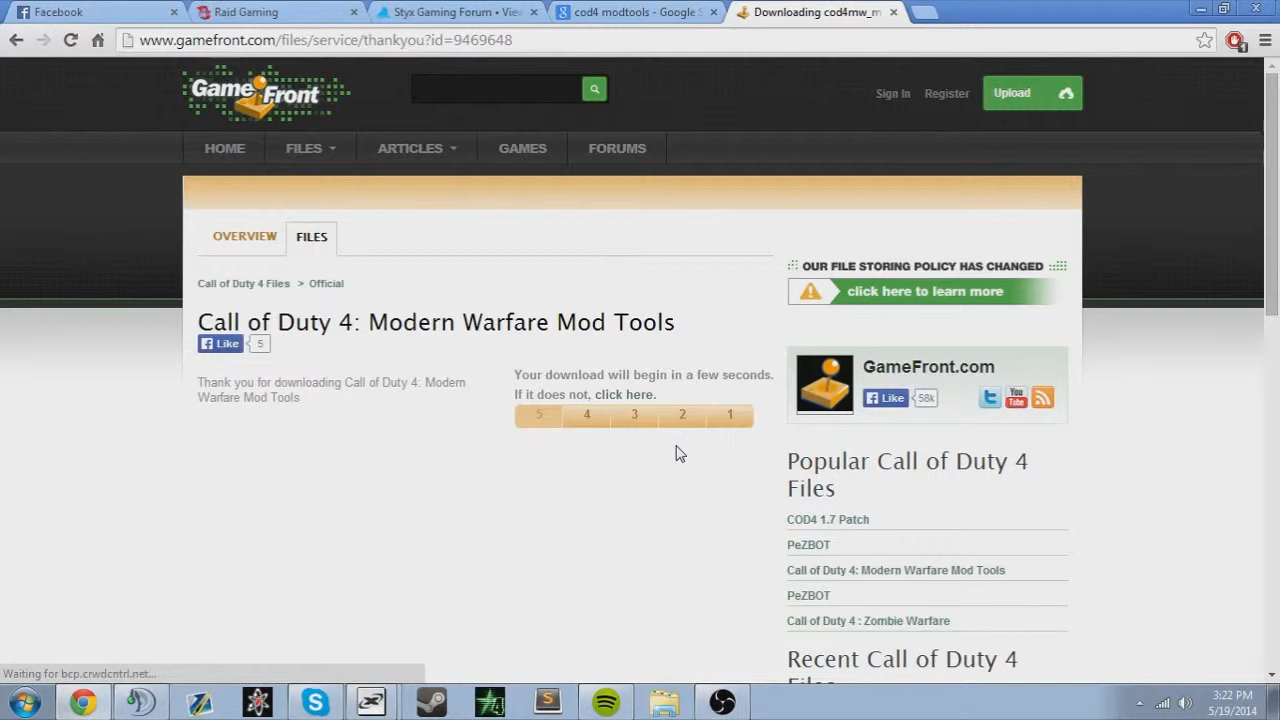 Facebook
Raid Gaming
Styx Gaming Forum • Vie
cod4 modtools - Google S
Downloading cod4mw_m
www.gamefront.com/files/service/thankyou?id=9469648
1
Game Front
Sign In
Register
Upload
HOME
FILES
ARTICLES
GAMES
FORUMS
OVERVIEW
FILES
OUR FILE STORING POLICY HAS CHANGED
click here to learn more
Call of Duty 4 Files > Official
Call of Duty 4: Modern Warfare Mod Tools
Like 5
Thank you for downloading Call of Duty 4: Modern
Warfare Mod Tools
Your download will begin in a few seconds.
If it does not, click here.
5 4 3 2 1
GameFront.com
Like 58k
You
Tube
Popular Call of Duty 4
Files
COD4 1.7 Patch
PeZBOT
Call of Duty 4: Modern Warfare Mod Tools
PeZBOT
Call of Duty 4 : Zombie Warfare
Recent Call of Duty 4
Waiting for bcp.crwdcntrl.net...
3:22 PM
5/19/2014